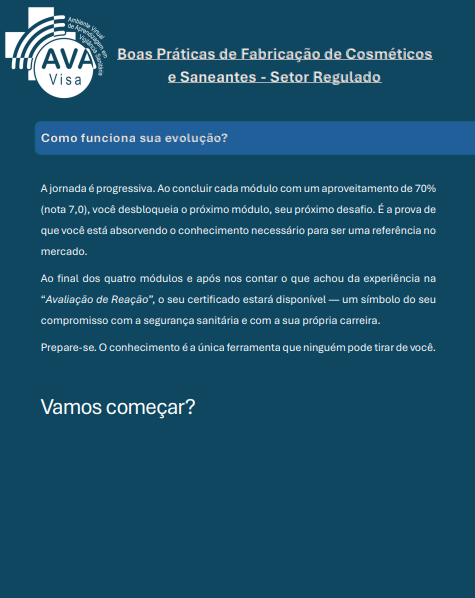 Ambiente Virtual
de Aprendizagem em
Vigilância Sanitária
AVA
Visa
Boas Práticas de Fabricação de Cosméticos
e Saneantes - Setor Regulado
Como funciona sua evolução?
A jornada é progressiva. Ao concluir cada módulo com um aproveitamento de 70%
(nota 7,0), você desbloqueia o próximo módulo, seu próximo desafio. É a prova de
que você está absorvendo o conhecimento necessário para ser uma referência no
mercado.
Ao final dos quatro módulos e após nos contar o que achou da experiência na
“Avaliação de Reação”, o seu certificado estará disponível — um símbolo do seu
compromisso com a segurança sanitária e com a sua própria carreira.
Prepare-se. O conhecimento é a única ferramenta que ninguém pode tirar de você.
Vamos começar?